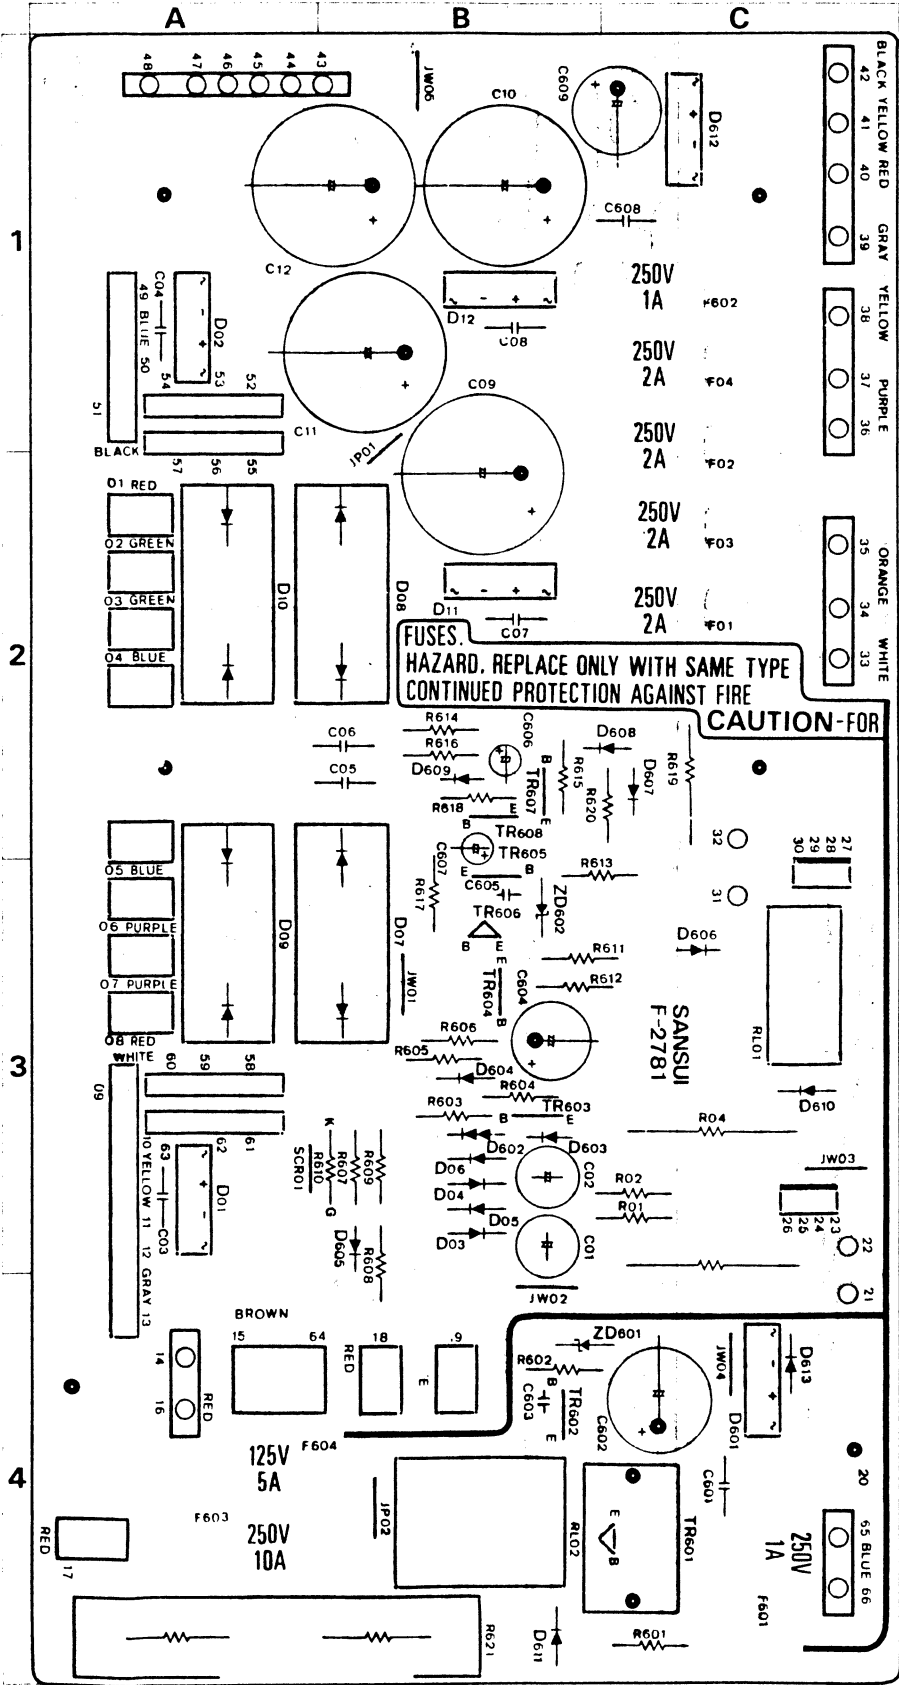 A B C
48 47 46 45 44 43
JW06
C10
C609
D612
42 41 40 39
BLACK YELLOW RED GRAY
1
C608
C12
250V
1A
F602
D12
C08
C04
49 BLUE 50
D02
54 53 52
51
BLACK
57 56 55
C11
JP01
C09
250V
2A
F04
250V
2A
F02
38 37 36
YELLOW PURPLE
01 RED
02 GREEN
03 GREEN
04 BLUE
D10
D08
D11
C07
250V
2A
F03
250V
2A
F01
35 34 33
ORANGE WHITE
2
FUSES.
HAZARD. REPLACE ONLY WITH SAME TYPE
CONTINUED PROTECTION AGAINST FIRE
CAUTION-FOR
C06
C05
R614
R616
D609
R618
C606
B
TR607
E
R615
D608
R620
D607
R619
B E
TR608
TR605
E B
C607
R617
C605
TR606
B E
ZD602
R613
32
31
30 29 28 27
05 BLUE
06 PURPLE
07 PURPLE
08 RED
D09
D07
JW01
E
TR604
B
C604
R611
R612
D606
SANSUI
F-2781
RL01
3
WHITE
09
60 59 58
R606
R605
D604
R604
R603
B
TR603
E
D610
R04
10 YELLOW 11 12 GRAY 13
63
C03
62 61
D01
SCR01
K
R610
G
R607
R609
D605
R608
D602
D603
D06
D04
D05
D03
C02
C01
R02
R01
JW03
26 25 24 23
22
21
JW02
BROWN
15 64
RED
18
E
14
16
RED
ZD601
R602
B
C603
TR602
E
C602
JW04
D613
D601
4
F604
125V
5A
F603
250V
10A
RED
17
JP02
RL02
E
B
TR601
C601
20
65 BLUE 66
250V
1A
F601
R621
D611
R601